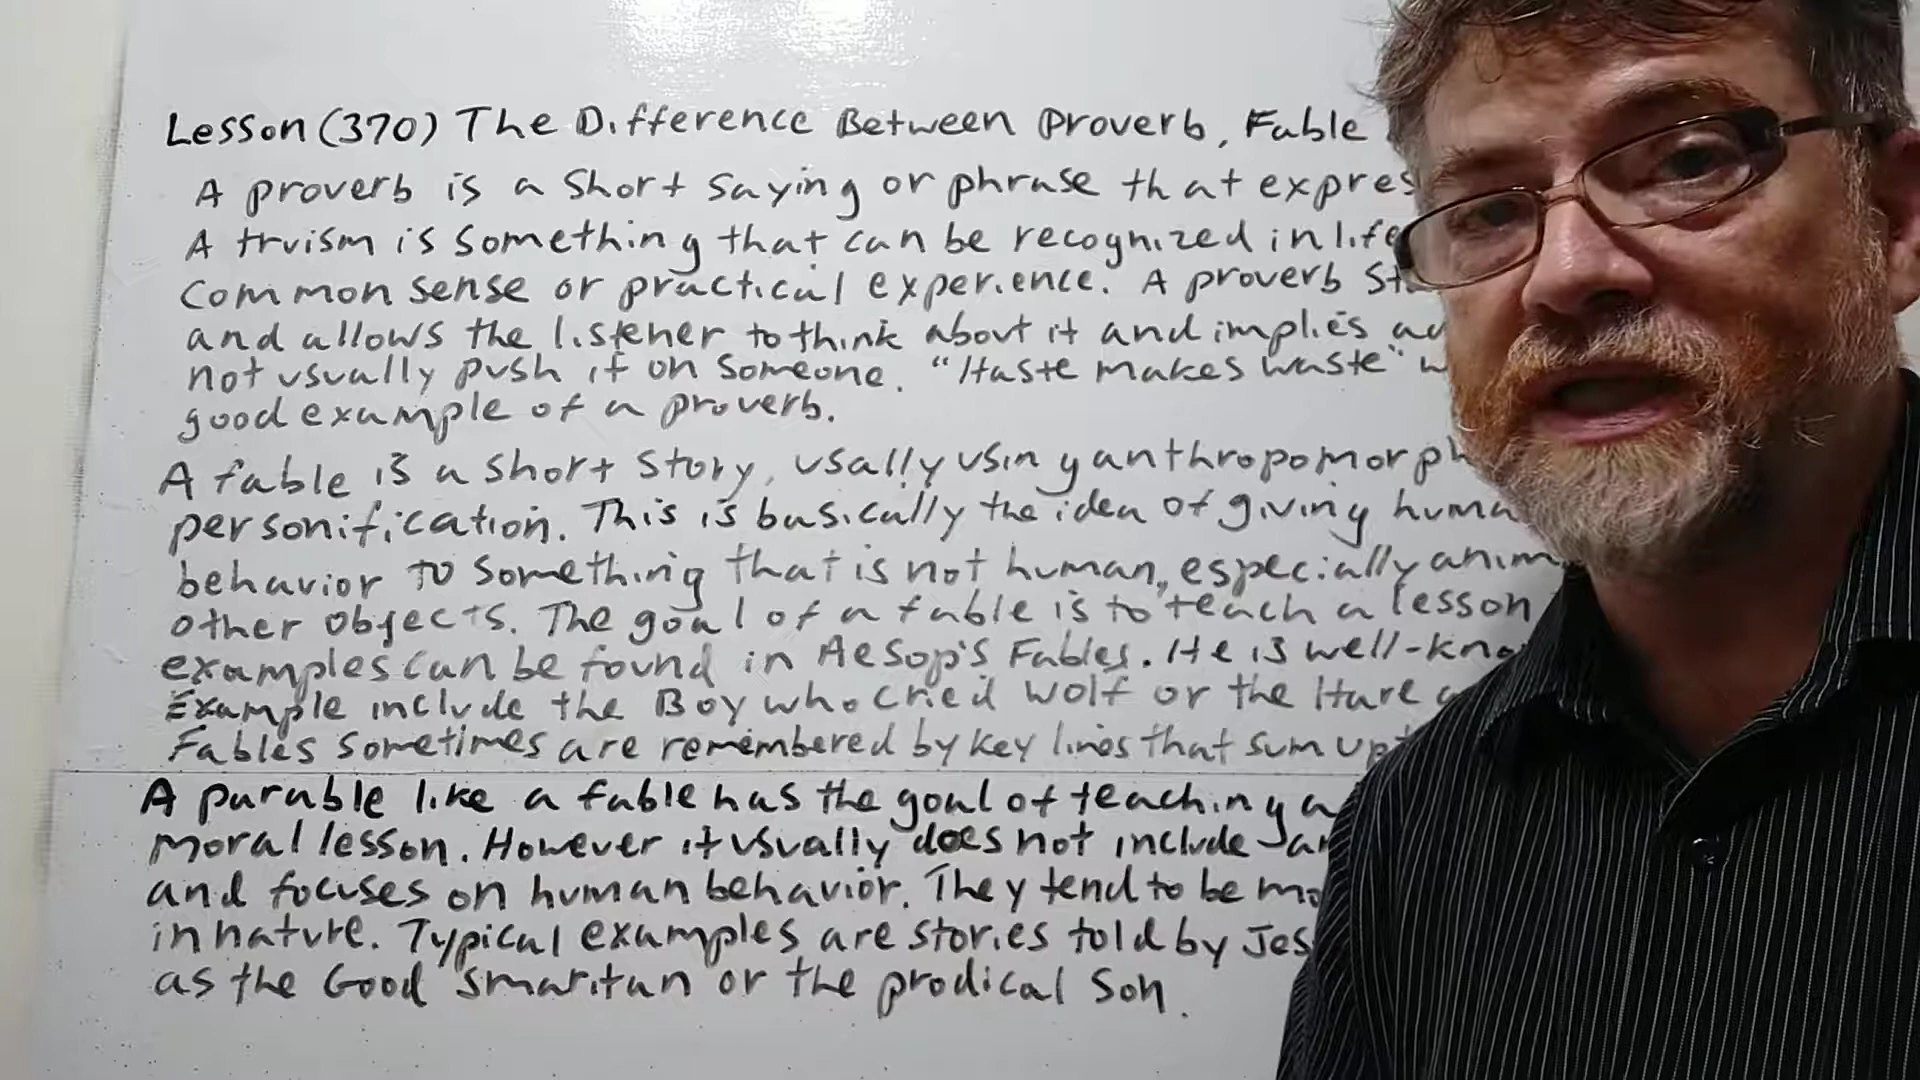 Lesson (370) The Difference Between Proverb, Fable
A proverb is a short saying or phrase that expres
A truism is something that can be recognized in life
common sense or practical experience. A proverb st
and allows the listener to think about it and implies
not usually push it on someone. "Haste makes waste" w
good example of a proverb.
A fable is a short story, usally using anthropomorph
personification. This is basically the idea of giving huma
behavior to something that is not human, especially anim
other objects. The goal of a fable is to "teach a lesson
examples can be found in Aesop's Fables. He is well-kno
Example include the Boy who cried wolf or the Hare
Fables sometimes are remembered by key lines that sum up
A parable like a fable has the goal of teaching a
moral lesson. However it usually does not include
and focuses on human behavior. They tend to be mo
in nature. Typical examples are stories told by Jes
as the Good Smaritan or the prodical Son.